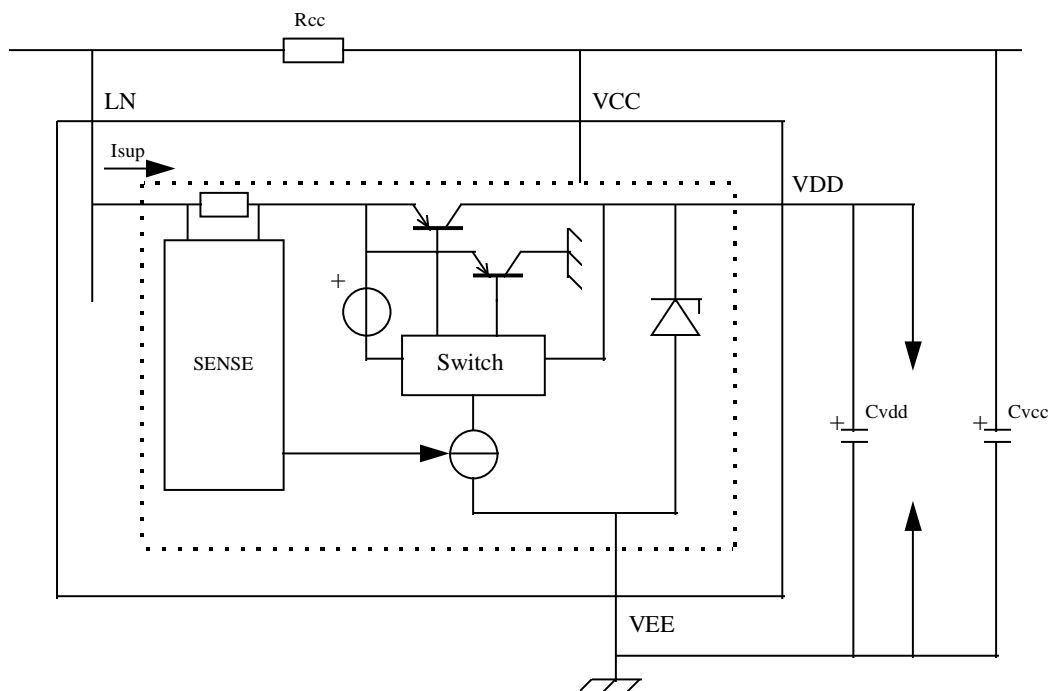 Rcc
LN
VCC
Isup
VDD
+
SENSE
Switch
+
Cvdd
+
Cvcc
VEE